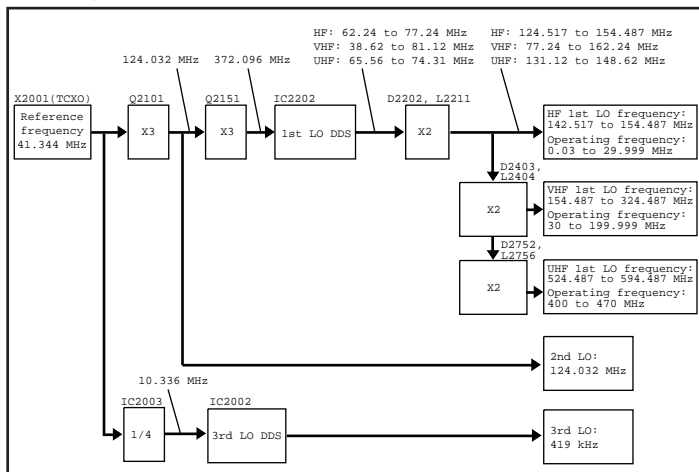 HF: 62.24 to 77.24 MHz
VHF: 38.62 to 81.12 MHz
UHF: 65.56 to 74.31 MHz
HF: 124.517 to 154.487 MHz
VHF: 77.24 to 162.24 MHz
UHF: 131.12 to 148.62 MHz
124.032 MHz
372.096 MHz
X2001(TCXO)
Reference
frequency
41.344 MHz
Q2101
X3
Q2151
X3
IC2202
1st LO DDS
D2202, L2211
X2
HF 1st LO frequency:
142.517 to 154.487 MHz
Operating frequency:
0.03 to 29.999 MHz
D2403,
L2404
X2
VHF 1st LO frequency:
154.487 to 324.487 MHz
Operating frequency:
30 to 199.999 MHz
D2752,
L2756
X2
UHF 1st LO frequency:
524.487 to 594.487 MHz
Operating frequency:
400 to 470 MHz
2nd LO:
124.032 MHz
10.336 MHz
IC2003
1/4
IC2002
3rd LO DDS
3rd LO:
419 kHz